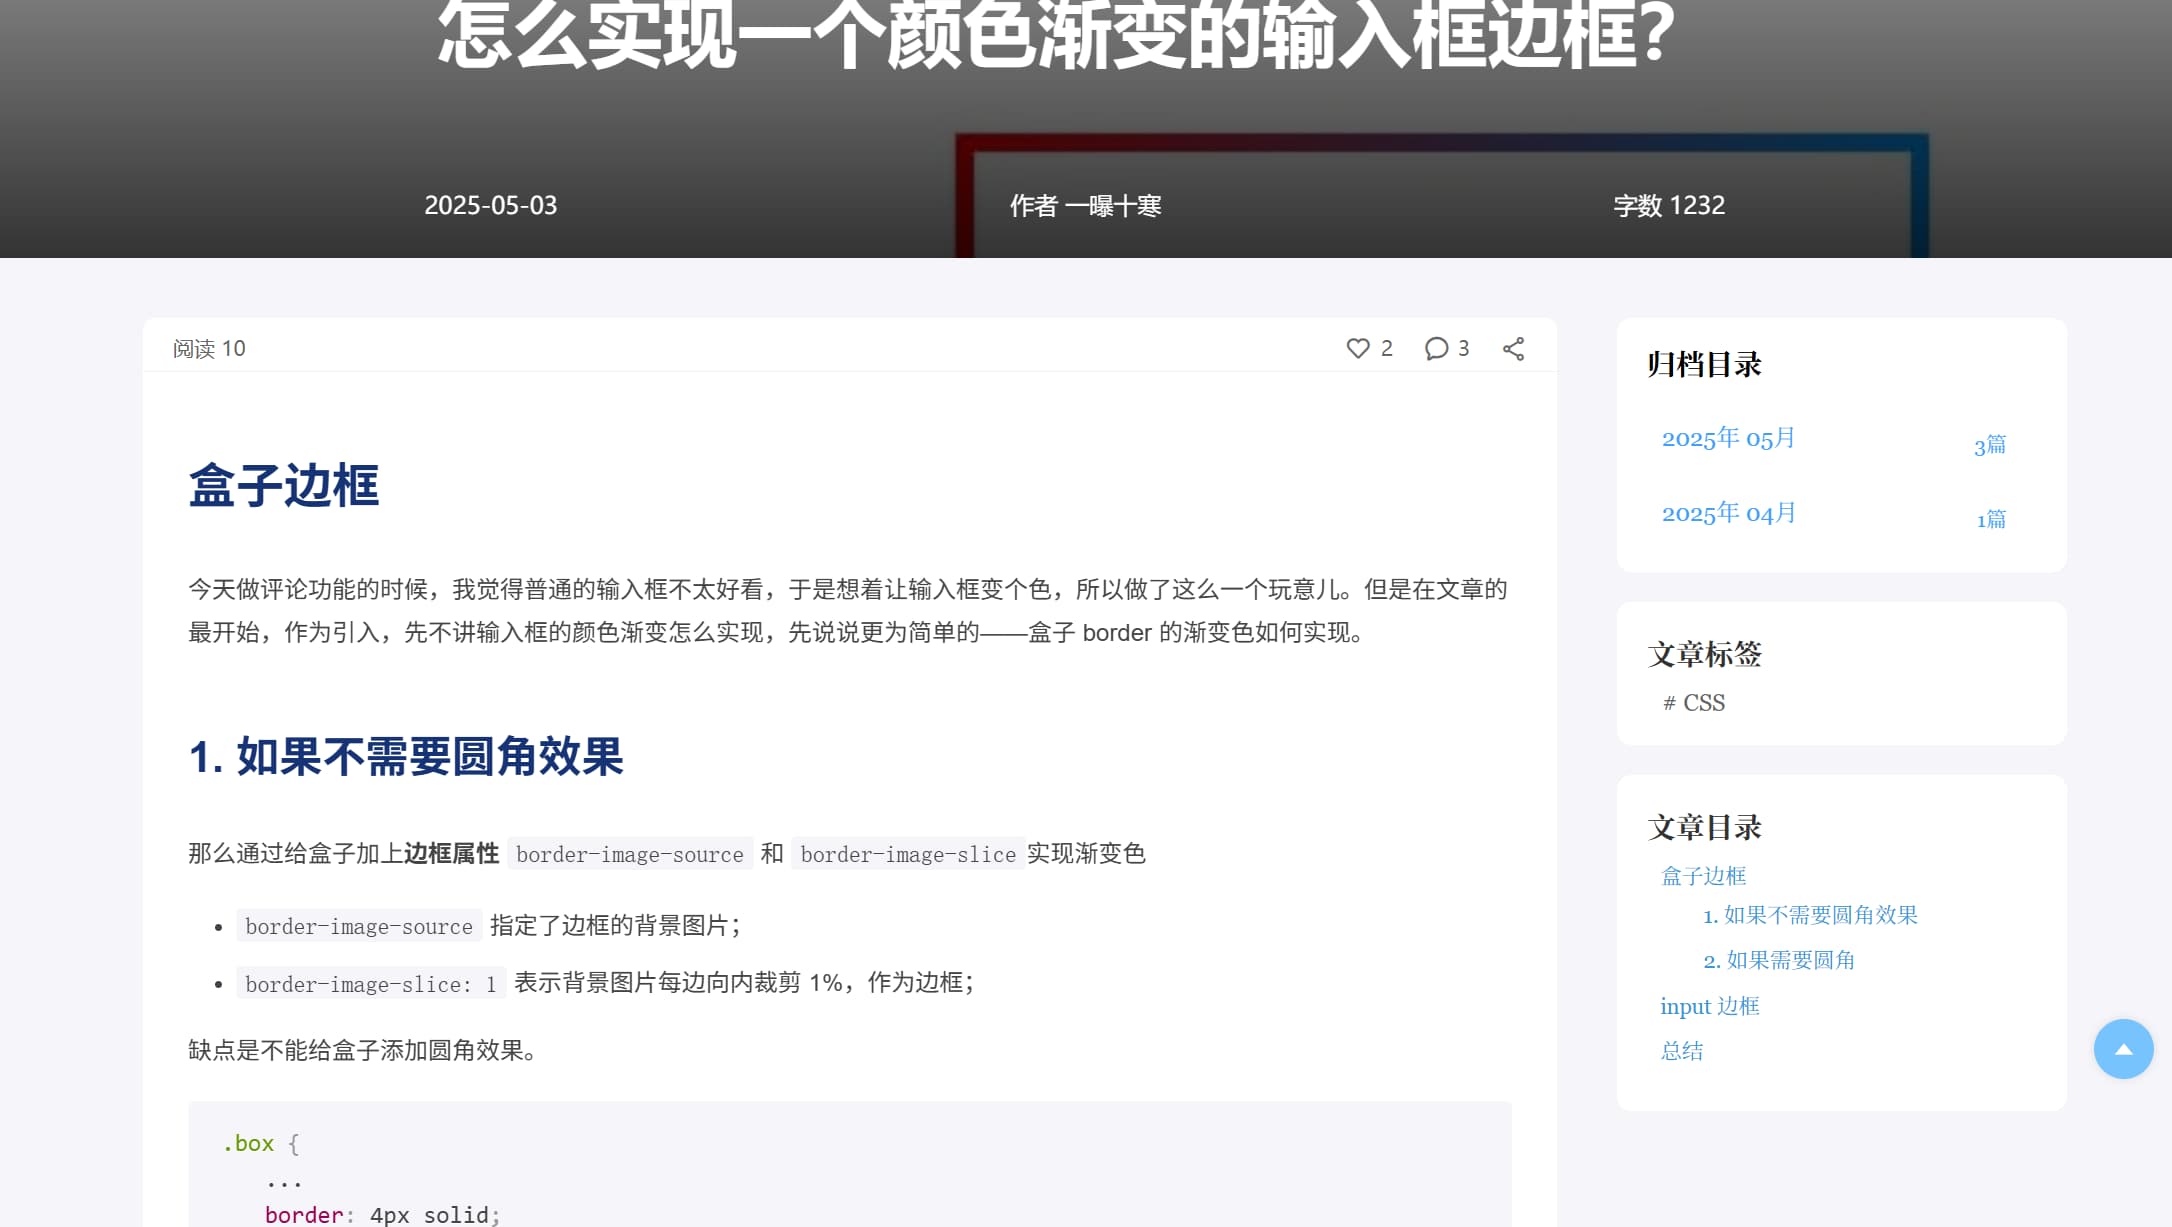 怎么实现一个颜色渐变的输入框边框?
2025-05-03
作者 一曝十寒
字数 1232
阅读 10
2
3
盒子边框
今天做评论功能的时候，我觉得普通的输入框不太好看，于是想着让输入框变个色，所以做了这么一个玩意儿。但是在文章的
最开始，作为引入，先不讲输入框的颜色渐变怎么实现，先说说更为简单的——盒子 border 的渐变色如何实现。
1. 如果不需要圆角效果
那么通过给盒子加上边框属性 border-image-source 和 border-image-slice 实现渐变色
• border-image-source 指定了边框的背景图片；
• border-image-slice: 1 表示背景图片每边向内裁剪 1%，作为边框；
缺点是不能给盒子添加圆角效果。
.box {
...
border: 4px solid;
归档目录
2025年 05月
3篇
2025年 04月
1篇
文章标签
# CSS
文章目录
盒子边框
1. 如果不需要圆角效果
2. 如果需要圆角
input 边框
总结